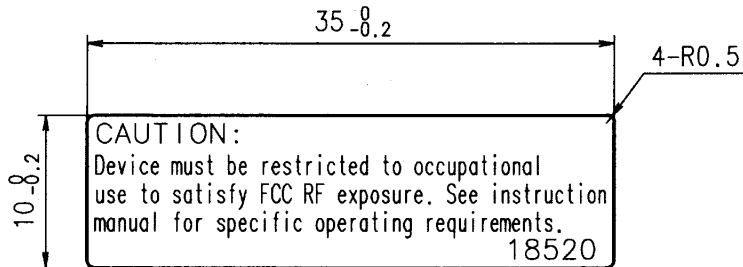 35 0 -0.2
4-R0.5
10 0 -0.2
CAUTION:
Device must be restricted to occupational
use to satisfy FCC RF exposure. See instruction
manual for specific operating requirements.
18520